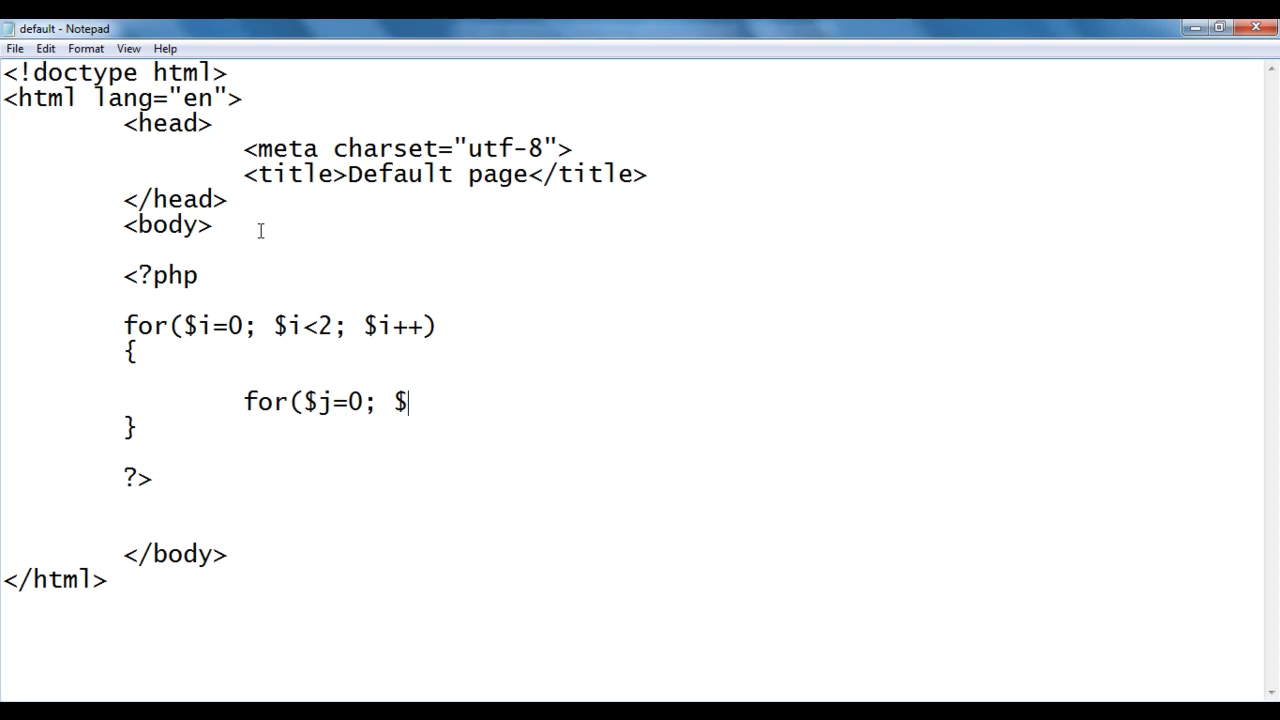 default - Notepad
File Edit Format View Help
<!doctype html>
<html lang="en">
<head>
<meta charset="utf-8">
<title>Default page</title>
</head>
<body>
<?php
for($i=0; $i<2; $i++)
{
for($j=0; $
}
?>
</body>
</html>